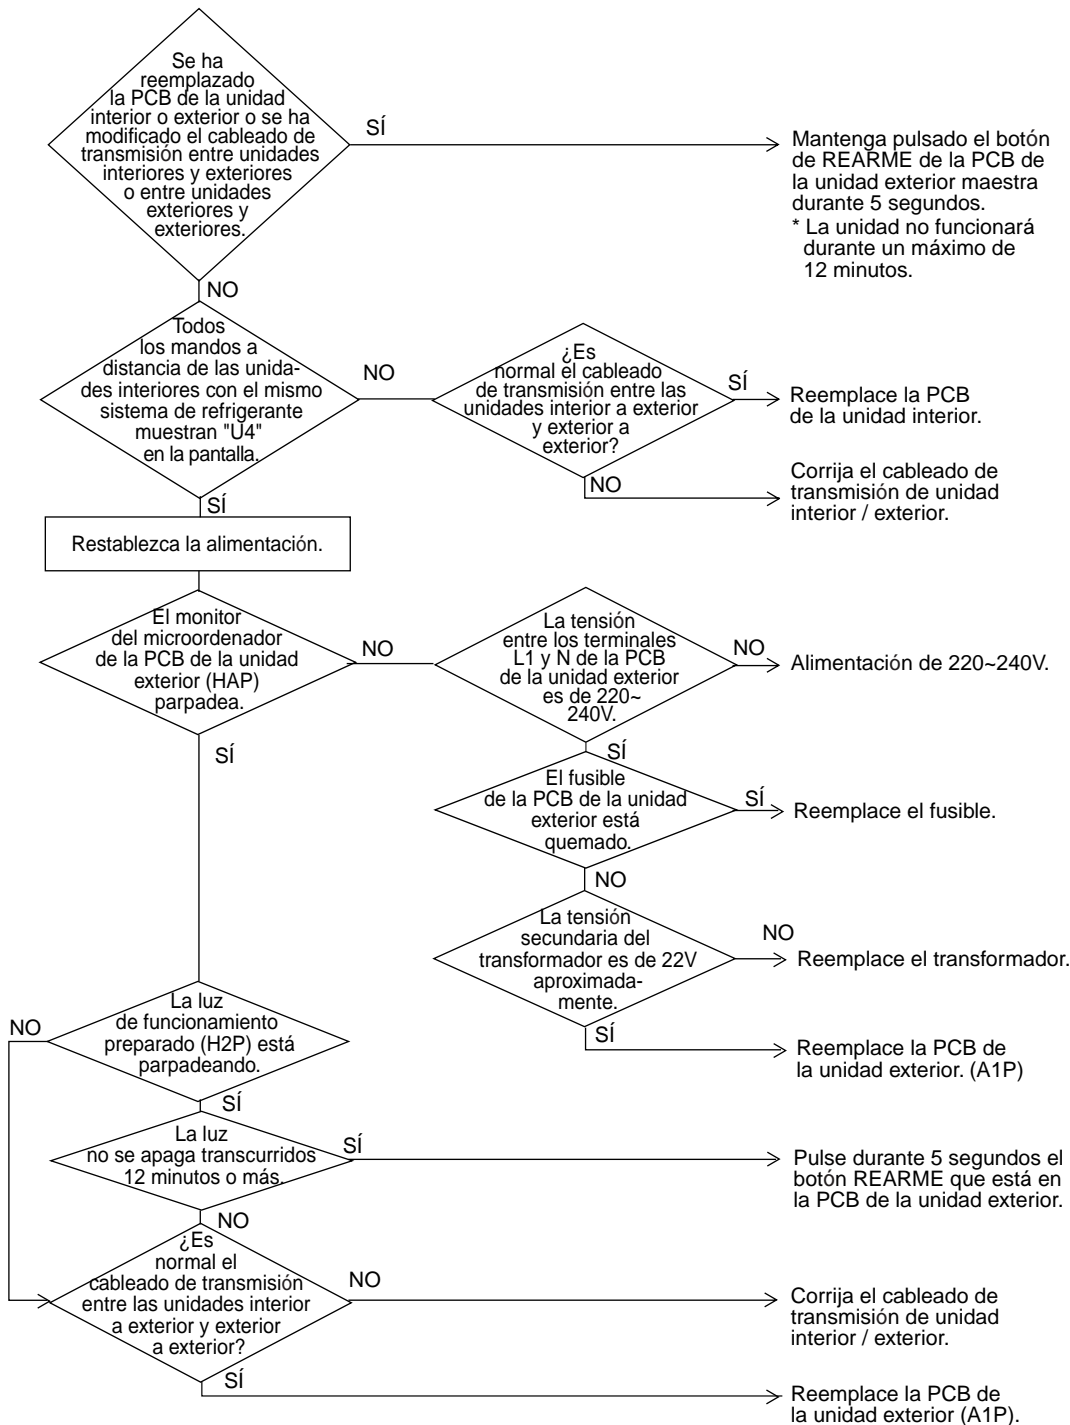 Se ha
reemplazado
la PCB de la unidad
interior o exterior o se ha
modificado el cableado de
transmisión entre unidades
interiores y exteriores
o entre unidades
exteriores y
exteriores.
SÍ
Mantenga pulsado el botón
de REARME de la PCB de
la unidad exterior maestra
durante 5 segundos.
* La unidad no funcionará
durante un máximo de
12 minutos.
NO
Todos
los mandos a
distancia de las unida-
des interiores con el mismo
sistema de refrigerante
muestran "U4"
en la pantalla.
NO
¿Es
normal el cableado
de transmisión entre las
unidades interior a exterior
y exterior a
exterior?
SÍ
Reemplace la PCB
de la unidad interior.
NO
Corrija el cableado de
transmisión de unidad
interior / exterior.
SÍ
Restablezca la alimentación.
El monitor
del microordenador
de la PCB de la unidad
exterior (HAP)
parpadea.
NO
La tensión
entre los terminales
L1 y N de la PCB
de la unidad exterior
es de 220~
240V.
NO
Alimentación de 220~240V.
SÍ
SÍ
El fusible
de la PCB de la unidad
exterior está
quemado.
SÍ
Reemplace el fusible.
NO
La tensión
secundaria del
transformador es de 22V
aproximada-
mente.
NO
Reemplace el transformador.
SÍ
Reemplace la PCB de
la unidad exterior. (A1P)
La luz
de funcionamiento
preparado (H2P) está
parpadeando.
NO
SÍ
La luz
no se apaga transcurridos
12 minutos o más.
SÍ
Pulse durante 5 segundos el
botón REARME que está en
la PCB de la unidad exterior.
NO
¿Es
normal el
cableado de transmisión
entre las unidades interior
a exterior y exterior
a exterior?
NO
Corrija el cableado de
transmisión de unidad
interior / exterior.
SÍ
Reemplace la PCB de
la unidad exterior (A1P).